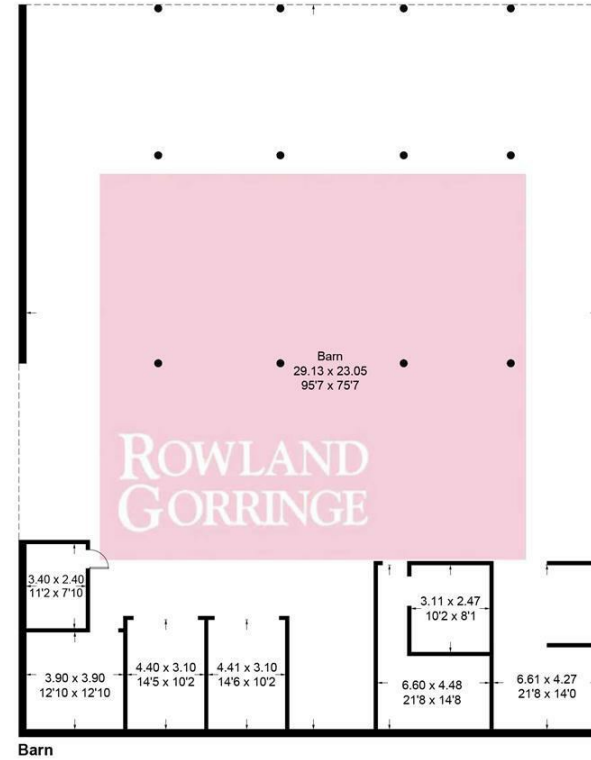 Barn
29.13 x 23.05
95'7 x 75'7
ROWLAND
GORRINGE
3.40 x 2.40
11'2 x 7'10
3.90 x 3.90
12'10 x 12'10
4.40 x 3.10
14'5 x 10'2
4.41 x 3.10
14'6 x 10'2
3.11 x 2.47
10'2 x 8'1
6.60 x 4.48
21'8 x 14'8
6.61 x 4.27
21'8 x 14'0
Barn